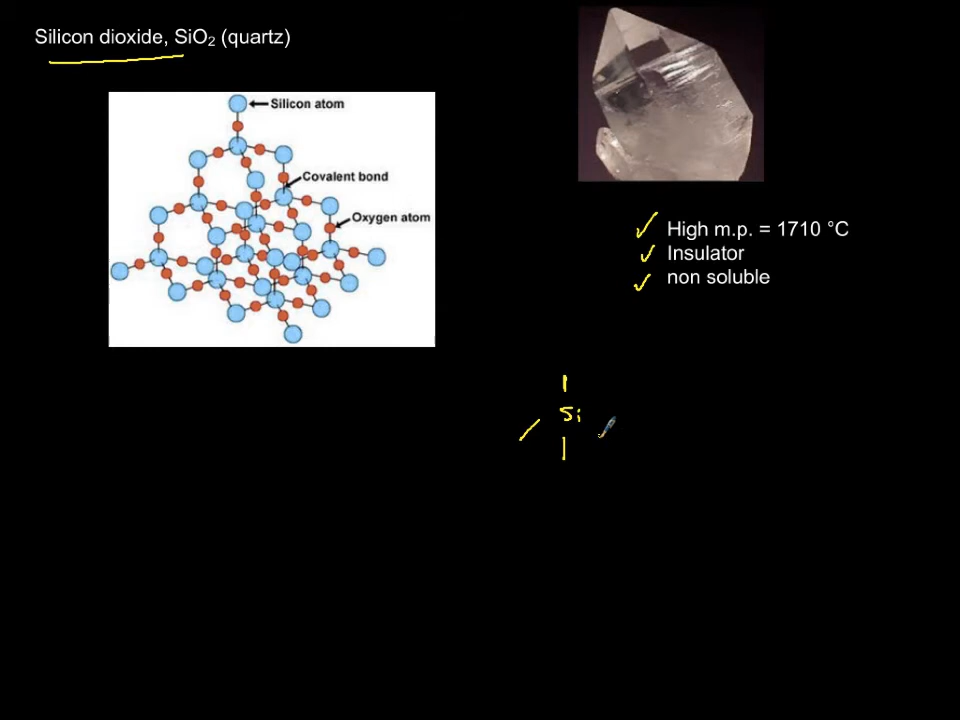 Silicon dioxide, SiO₂ (quartz)
Silicon atom
Covalent bond
Oxygen atom
High m.p. = 1710 °C
Insulator
non soluble
Si